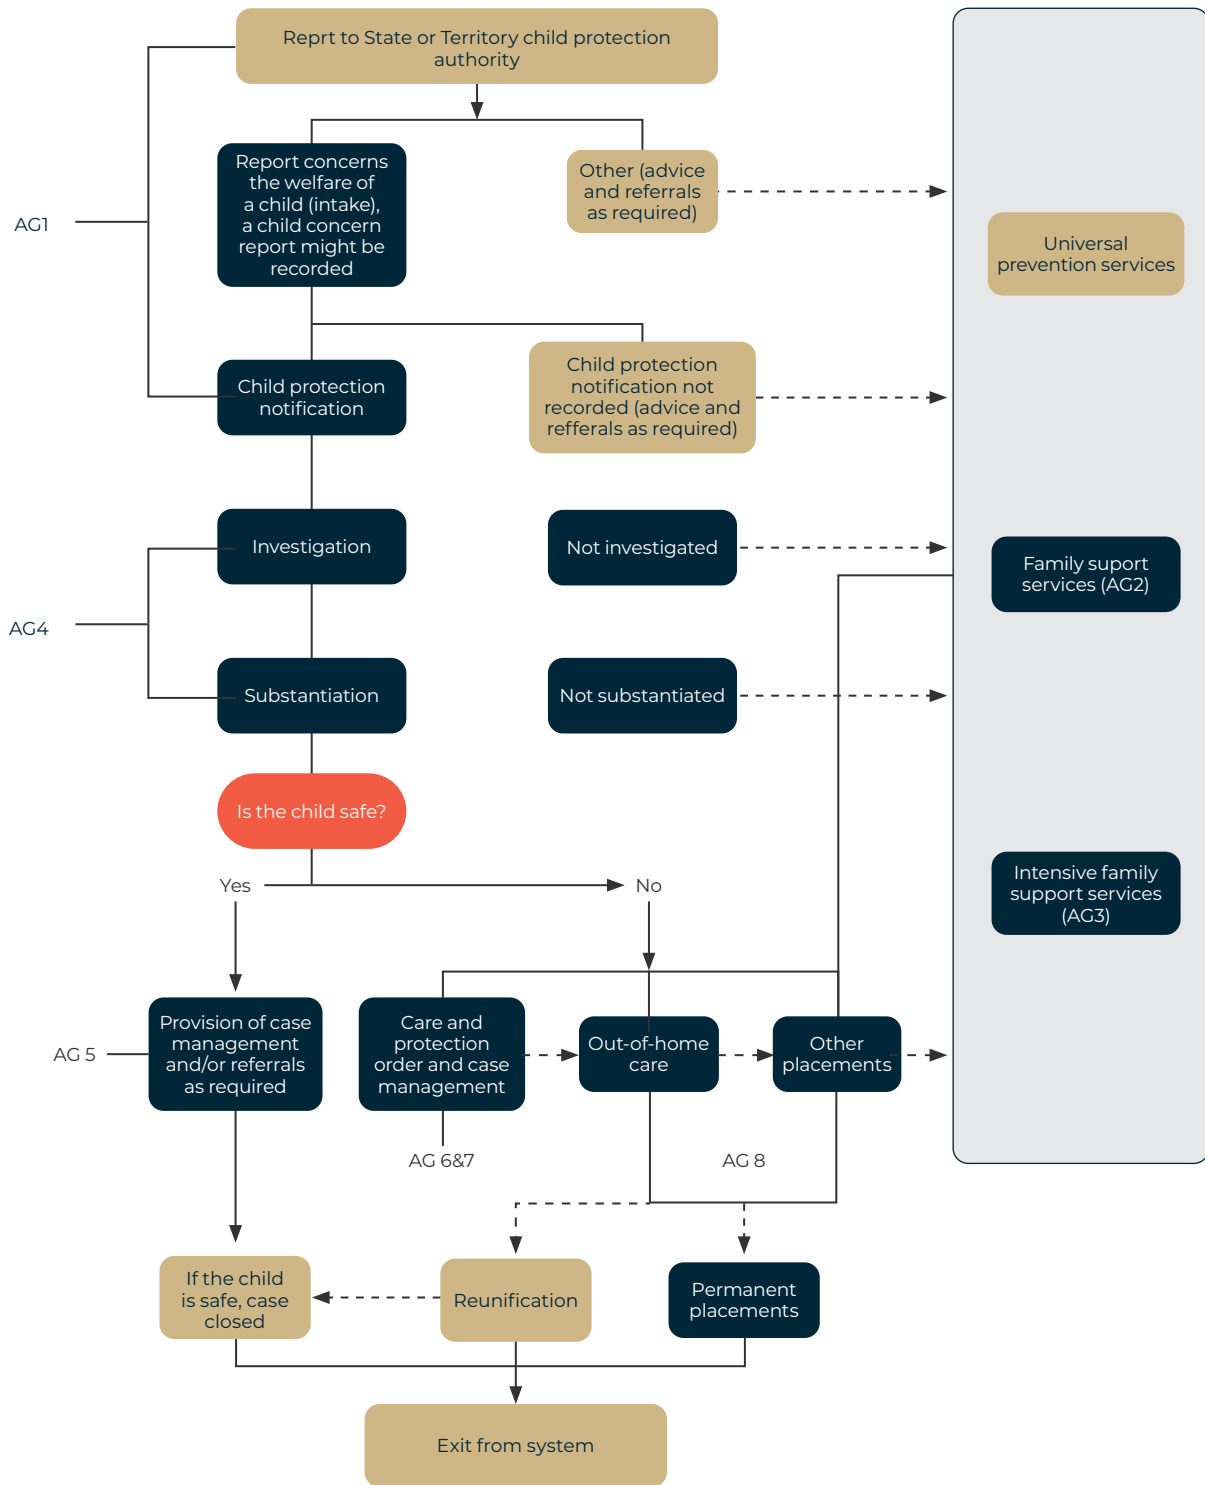 Reprt to State or Territory child protection
authority
Report concerns
the welfare of
a child (intake),
a child concern
report might be
recorded
Other (advice
and referrals
as required)
AG1
Universal
prevention services
Child protection
notification
Child protection
notification not
recorded (advice and
refferals as required)
Investigation
Not investigated
Family suport
services (AG2)
AG4
Substantiation
Not substantiated
Is the child safe?
Intensive family
support services
(AG3)
Yes
No
AG 5
Provision of case
management
and/or referrals
as required
Care and
protection
order and case
management
Out-of-home
care
Other
placements
AG 6&7
AG 8
If the child
is safe, case
closed
Reunification
Permanent
placements
Exit from system